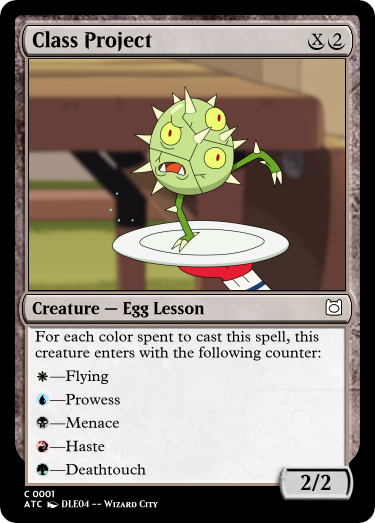 Class Project X 2
Creature — Egg Lesson
For each color spent to cast this spell, this
creature enters with the following counter:
—Flying
—Prowess
—Menace
—Haste
—Deathtouch
2/2
C 0001
ATC DLE04 -- Wizard City